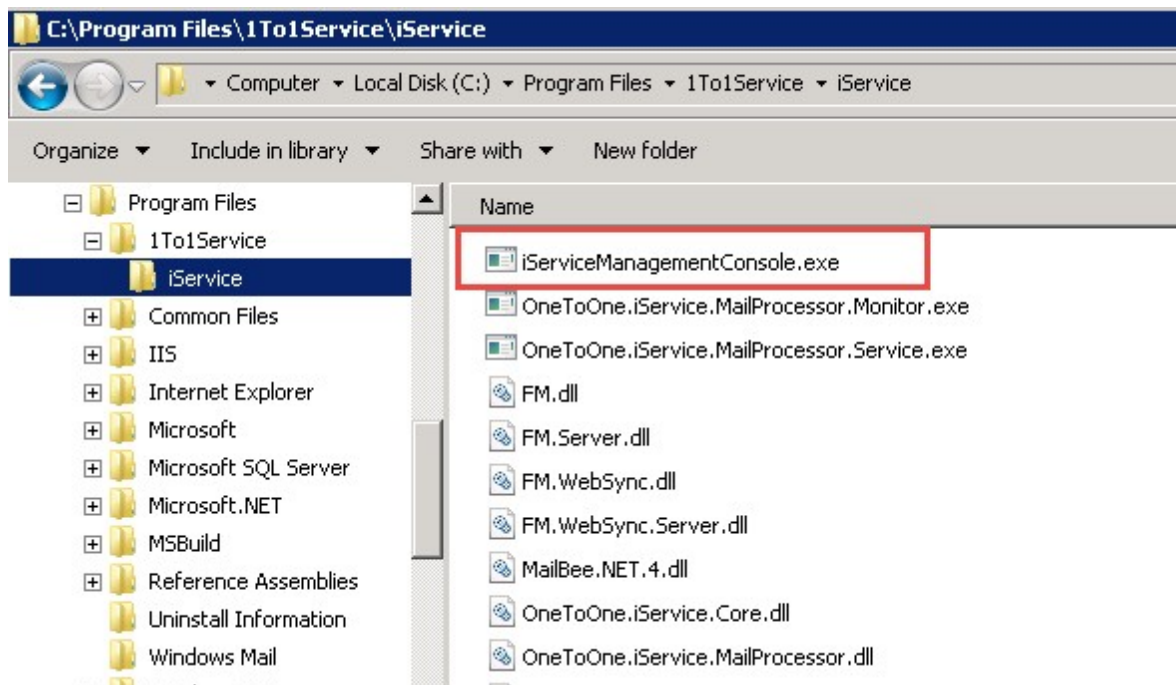 C:\Program Files\1To1Service\iService
Computer Local Disk (C:) Program Files 1To1Service iService
Organize Include in library Share with New folder
Program Files
1To1Service
iService
Common Files
IIS
Internet Explorer
Microsoft
Microsoft SQL Server
Microsoft.NET
MSBuild
Reference Assemblies
Uninstall Information
Windows Mail
Name
iServiceManagementConsole.exe
OneToOne.iService.MailProcessor.Monitor.exe
OneToOne.iService.MailProcessor.Service.exe
FM.dll
FM.Server.dll
FM.WebSync.dll
FM.WebSync.Server.dll
MailBee.NET.4.dll
OneToOne.iService.Core.dll
OneToOne.iService.MailProcessor.dll